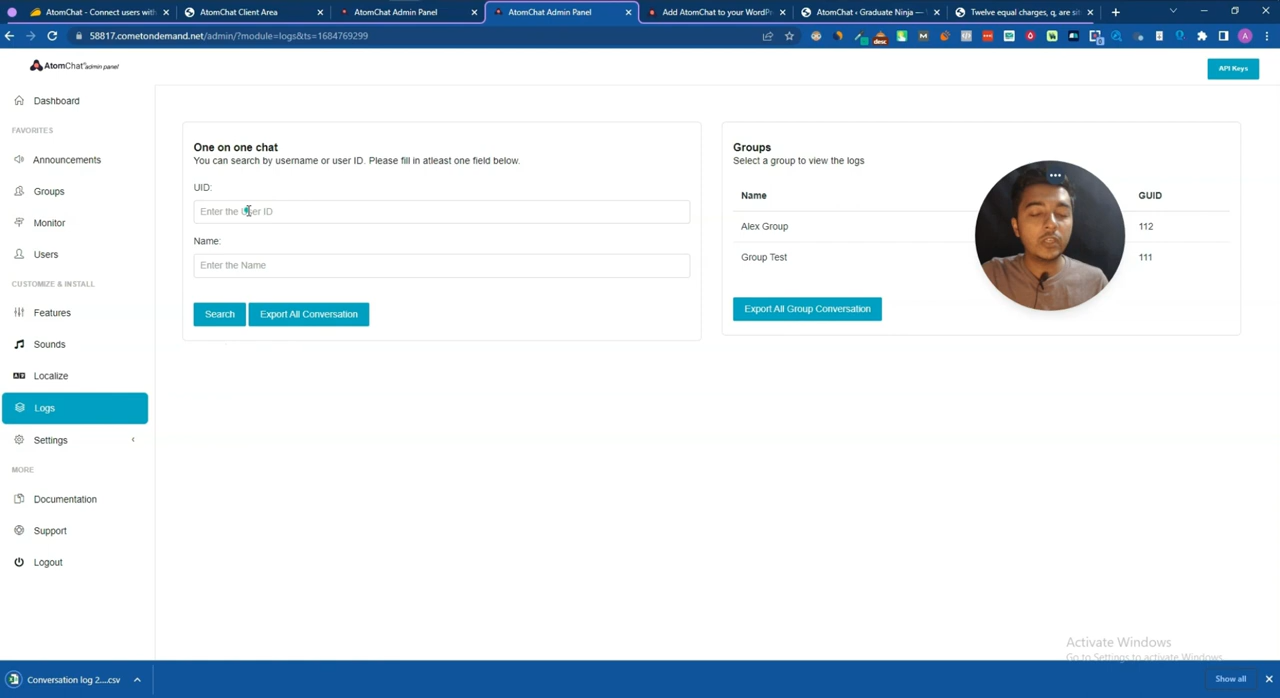 AtomChat - Connect users with
AtomChat Client Area
AtomChat Admin Panel
AtomChat Admin Panel
Add AtomChat to your WordPr
AtomChat ‹ Graduate Ninja —
Twelve equal charges, q, are sit
58817.cometondemand.net/admin/?module=logs&ts=1684769299
AtomChat admin panel
API Keys
Dashboard
FAVORITES
Announcements
Groups
Monitor
Users
CUSTOMIZE & INSTALL
Features
Sounds
Localize
Logs
Settings
MORE
Documentation
Support
Logout
One on one chat
You can search by username or user ID. Please fill in atleast one field below.
UID:
Enter the User ID
Name:
Enter the Name
Search
Export All Conversation
Groups
Select a group to view the logs
Name
GUID
Alex Group
112
Group Test
111
Export All Group Conversation
Activate Windows
Go to Settings to activate Windows.
Conversation log 2....csv
Show all